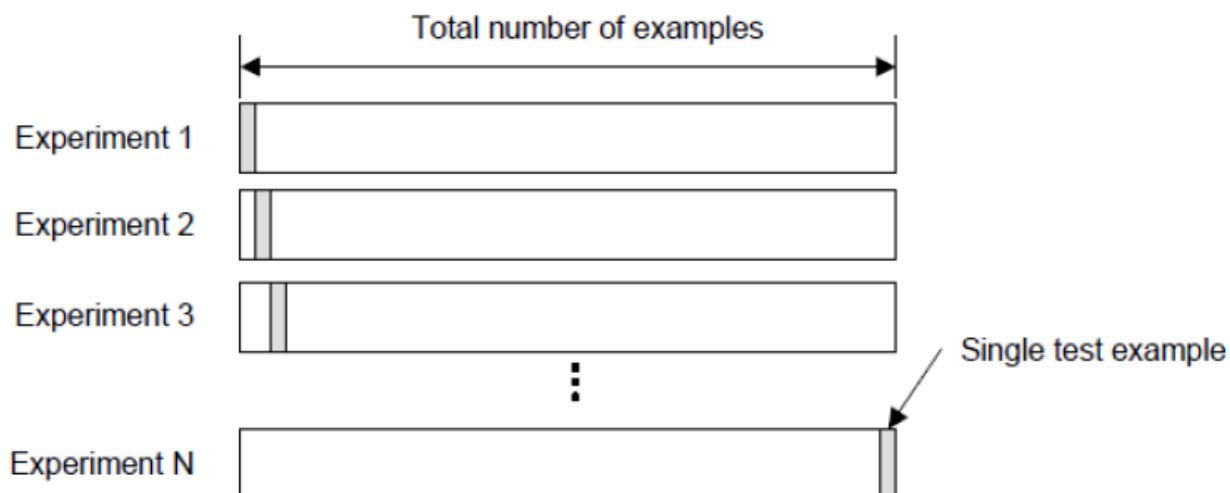 Total number of examples
Experiment 1
Experiment 2
Experiment 3
Single test example
Experiment N